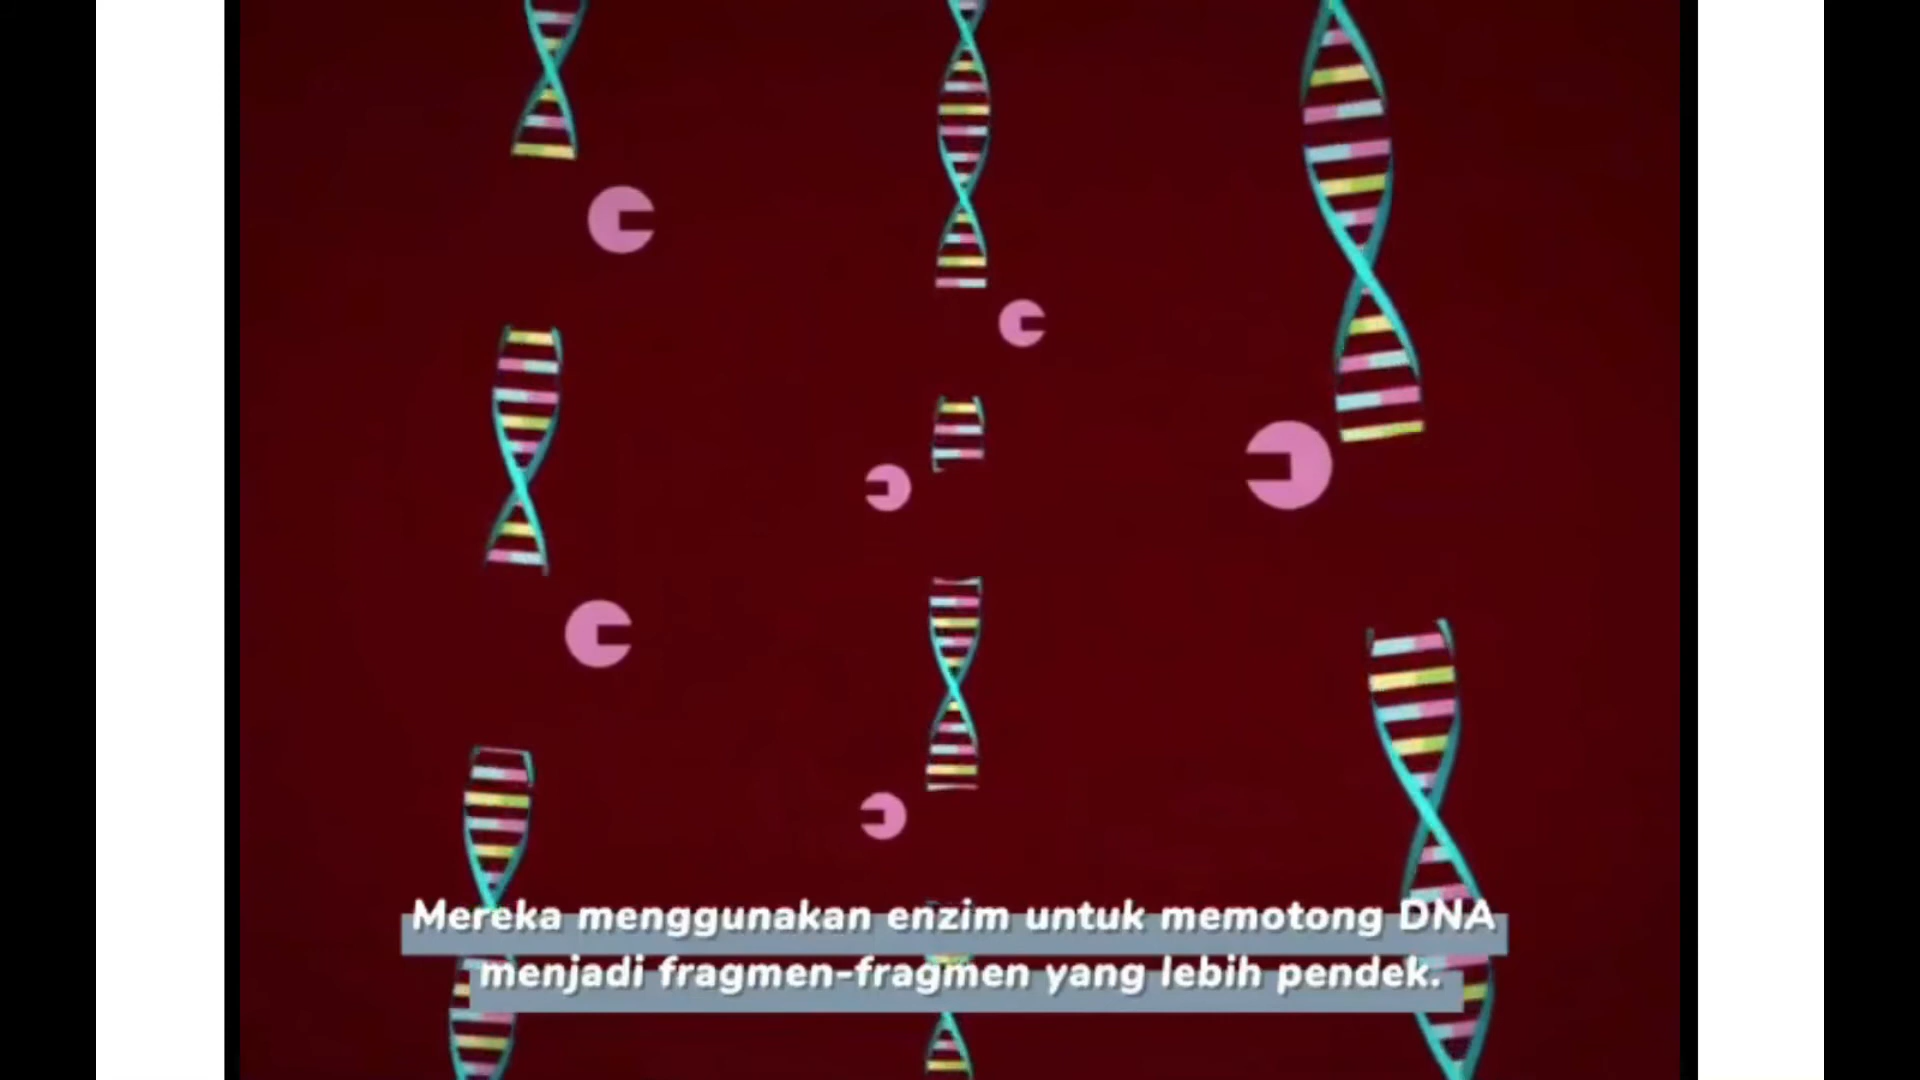 Mereka menggunakan enzim untuk memotong DNA
menjadi fragmen-fragmen yang lebih pendek.